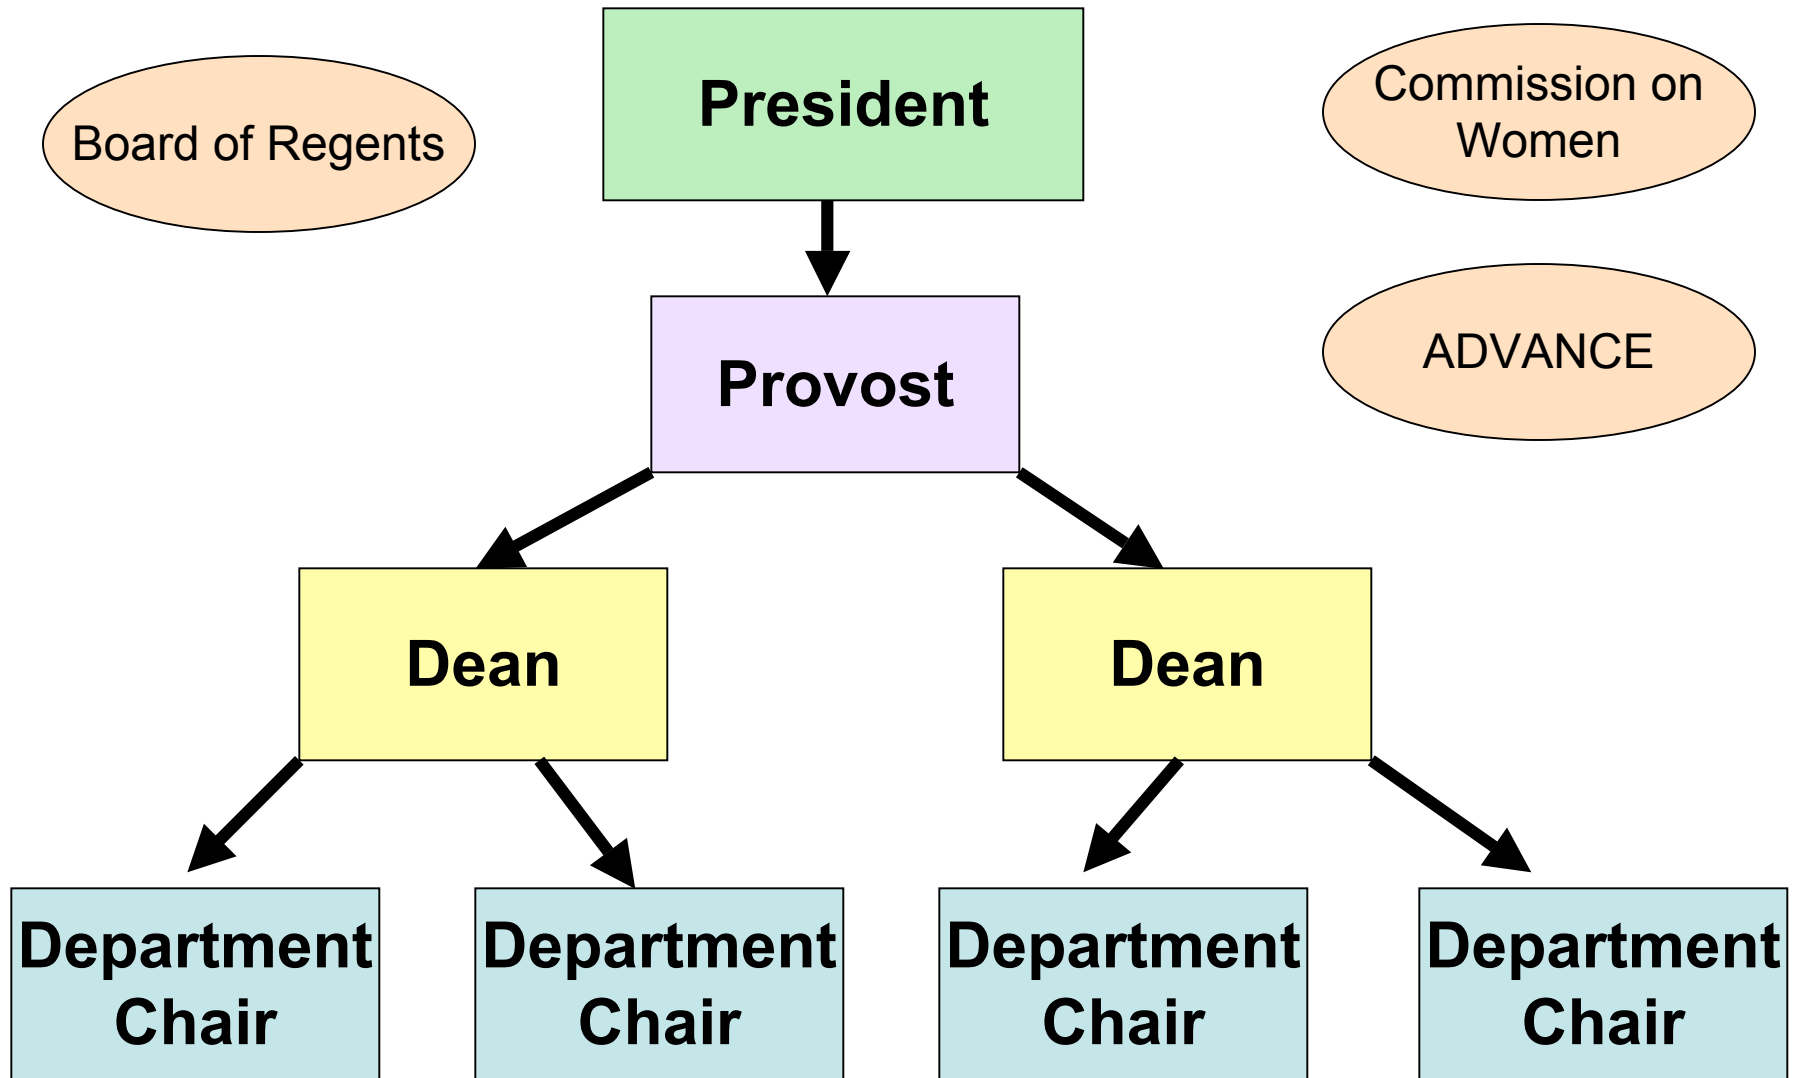 President
Board of Regents
Commission on
Women
Provost
ADVANCE
Dean
Dean
Department
Chair
Department
Chair
Department
Chair
Department
Chair